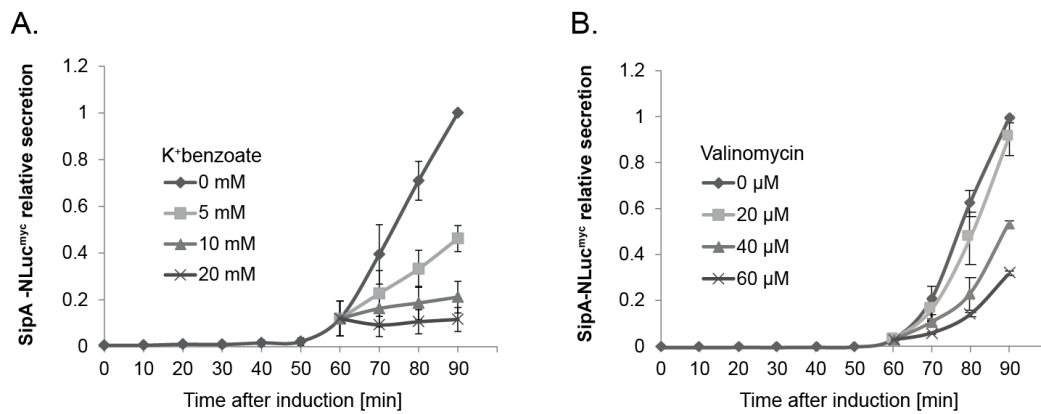 A.
SipA -NLucᵐʸᶜ relative secretion
1.2
1
0.8
0.6
0.4
0.2
0
K⁺benzoate
0 mM
5 mM
10 mM
20 mM
0 10 20 30 40 50 60 70 80 90
Time after induction [min]
B.
SipA-NLucᵐʸᶜ relative secretion
1.2
1
0.8
0.6
0.4
0.2
0
Valinomycin
0 µM
20 µM
40 µM
60 µM
0 10 20 30 40 50 60 70 80 90
Time after induction [min]